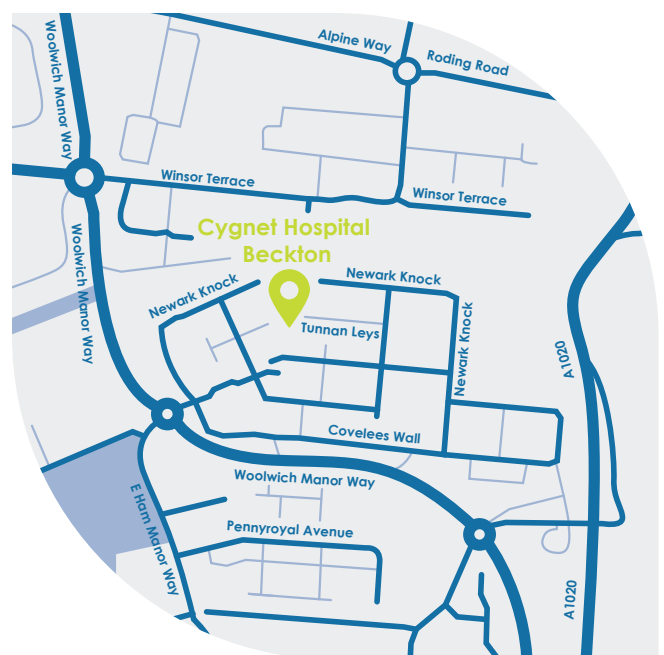 Woolwich Manor Way
Alpine Way
Roding Road
Winsor Terrace
Winsor Terrace
Cygnet Hospital
Beckton
Woolwich Manor Way
Newark Knock
Newark Knock
Tunnan Leys
Newark Knock
A1020
Covelees Wall
Woolwich Manor Way
E Ham Manor Way
Pennyroyal Avenue
A1020